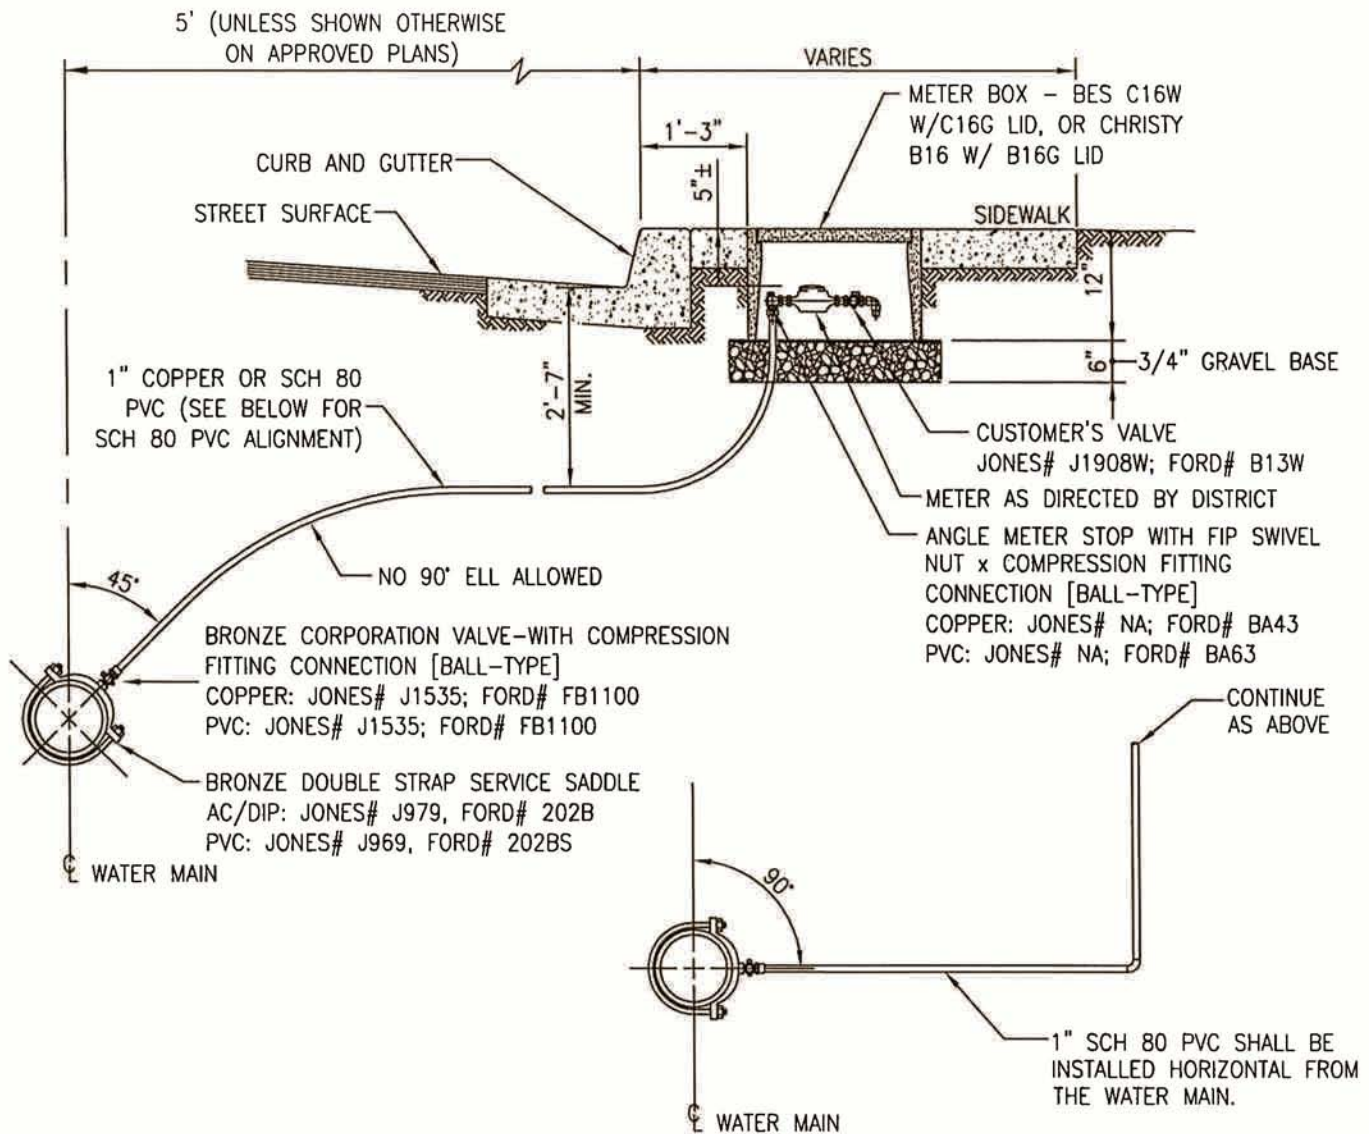 5' (UNLESS SHOWN OTHERWISE
ON APPROVED PLANS)
VARIES
METER BOX - BES C16W
W/C16G LID, OR CHRISTY
B16 W/ B16G LID
1'-3"
CURB AND GUTTER
5"±
STREET SURFACE
SIDEWALK
12"
6"
3/4" GRAVEL BASE
1" COPPER OR SCH 80
PVC (SEE BELOW FOR
SCH 80 PVC ALIGNMENT)
2'-7"
MIN.
CUSTOMER'S VALVE
JONES# J1908W; FORD# B13W
METER AS DIRECTED BY DISTRICT
ANGLE METER STOP WITH FIP SWIVEL
NUT x COMPRESSION FITTING
CONNECTION [BALL-TYPE]
COPPER: JONES# NA; FORD# BA43
PVC: JONES# NA; FORD# BA63
NO 90° ELL ALLOWED
45°
BRONZE CORPORATION VALVE-WITH COMPRESSION
FITTING CONNECTION [BALL-TYPE]
COPPER: JONES# J1535; FORD# FB1100
PVC: JONES# J1535; FORD# FB1100
BRONZE DOUBLE STRAP SERVICE SADDLE
AC/DIP: JONES# J979, FORD# 202B
PVC: JONES# J969, FORD# 202BS
℄ WATER MAIN
CONTINUE
AS ABOVE
90°
1" SCH 80 PVC SHALL BE
INSTALLED HORIZONTAL FROM
THE WATER MAIN.
℄ WATER MAIN